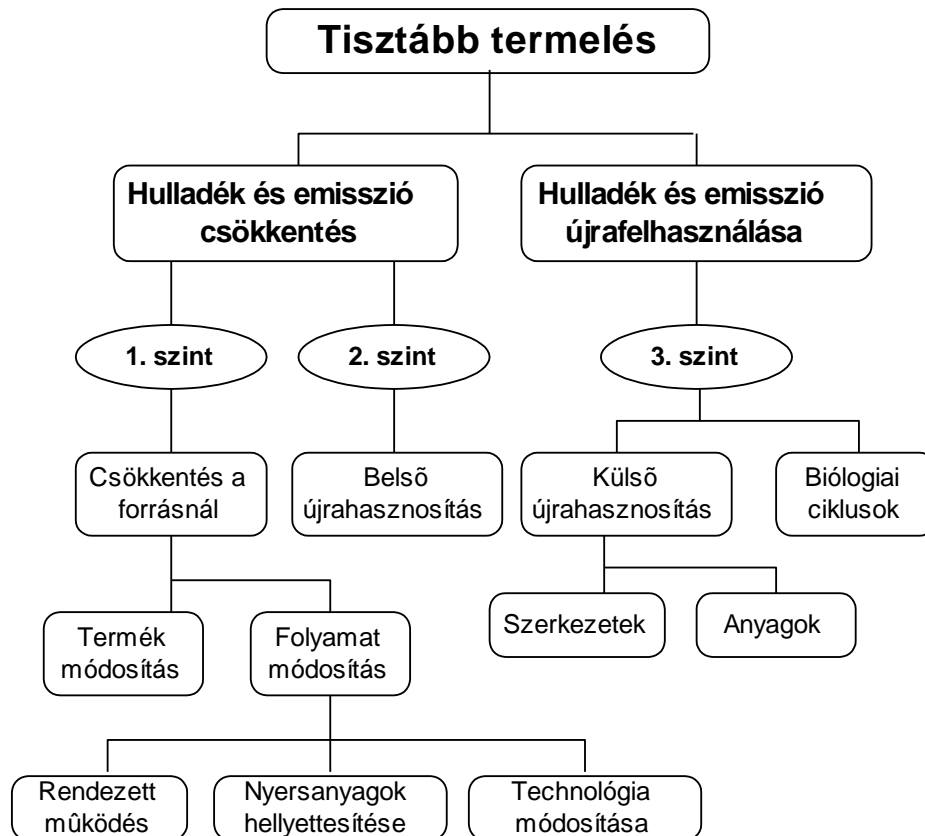 Tisztább termelés
Hulladék és emisszió
csökkentés
Hulladék és emisszió
újrafelhasználása
1. szint
2. szint
3. szint
Csökkentés a
forrásnál
Belsõ
újrahasznosítás
Külsõ
újrahasznosítás
Biólogiai
ciklusok
Termék
módosítás
Folyamat
módosítás
Szerkezetek
Anyagok
Rendezett
mûködés
Nyersanyagok
hellyettesítése
Technológia
módosítása